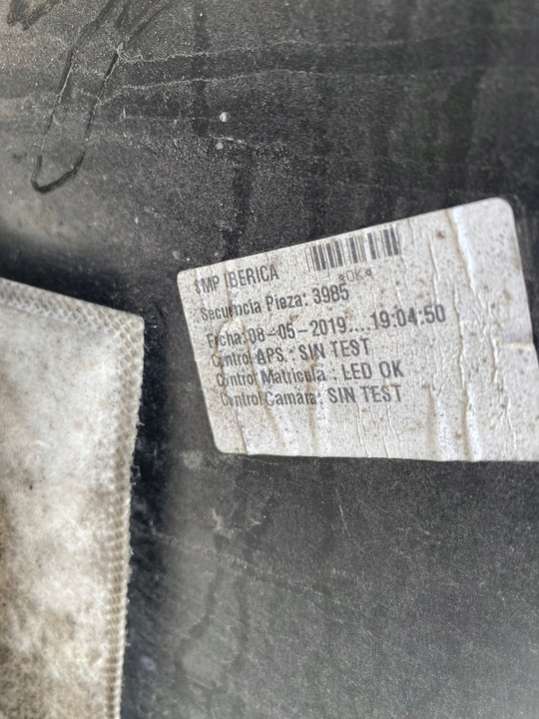 SMP IBERICA
*OK*
Secuencia Pieza: 3985
Fecha:08-05-2019....19:04:50
Control APS.: SIN TEST
Control Matricula : LED OK
Control Camara: SIN TEST